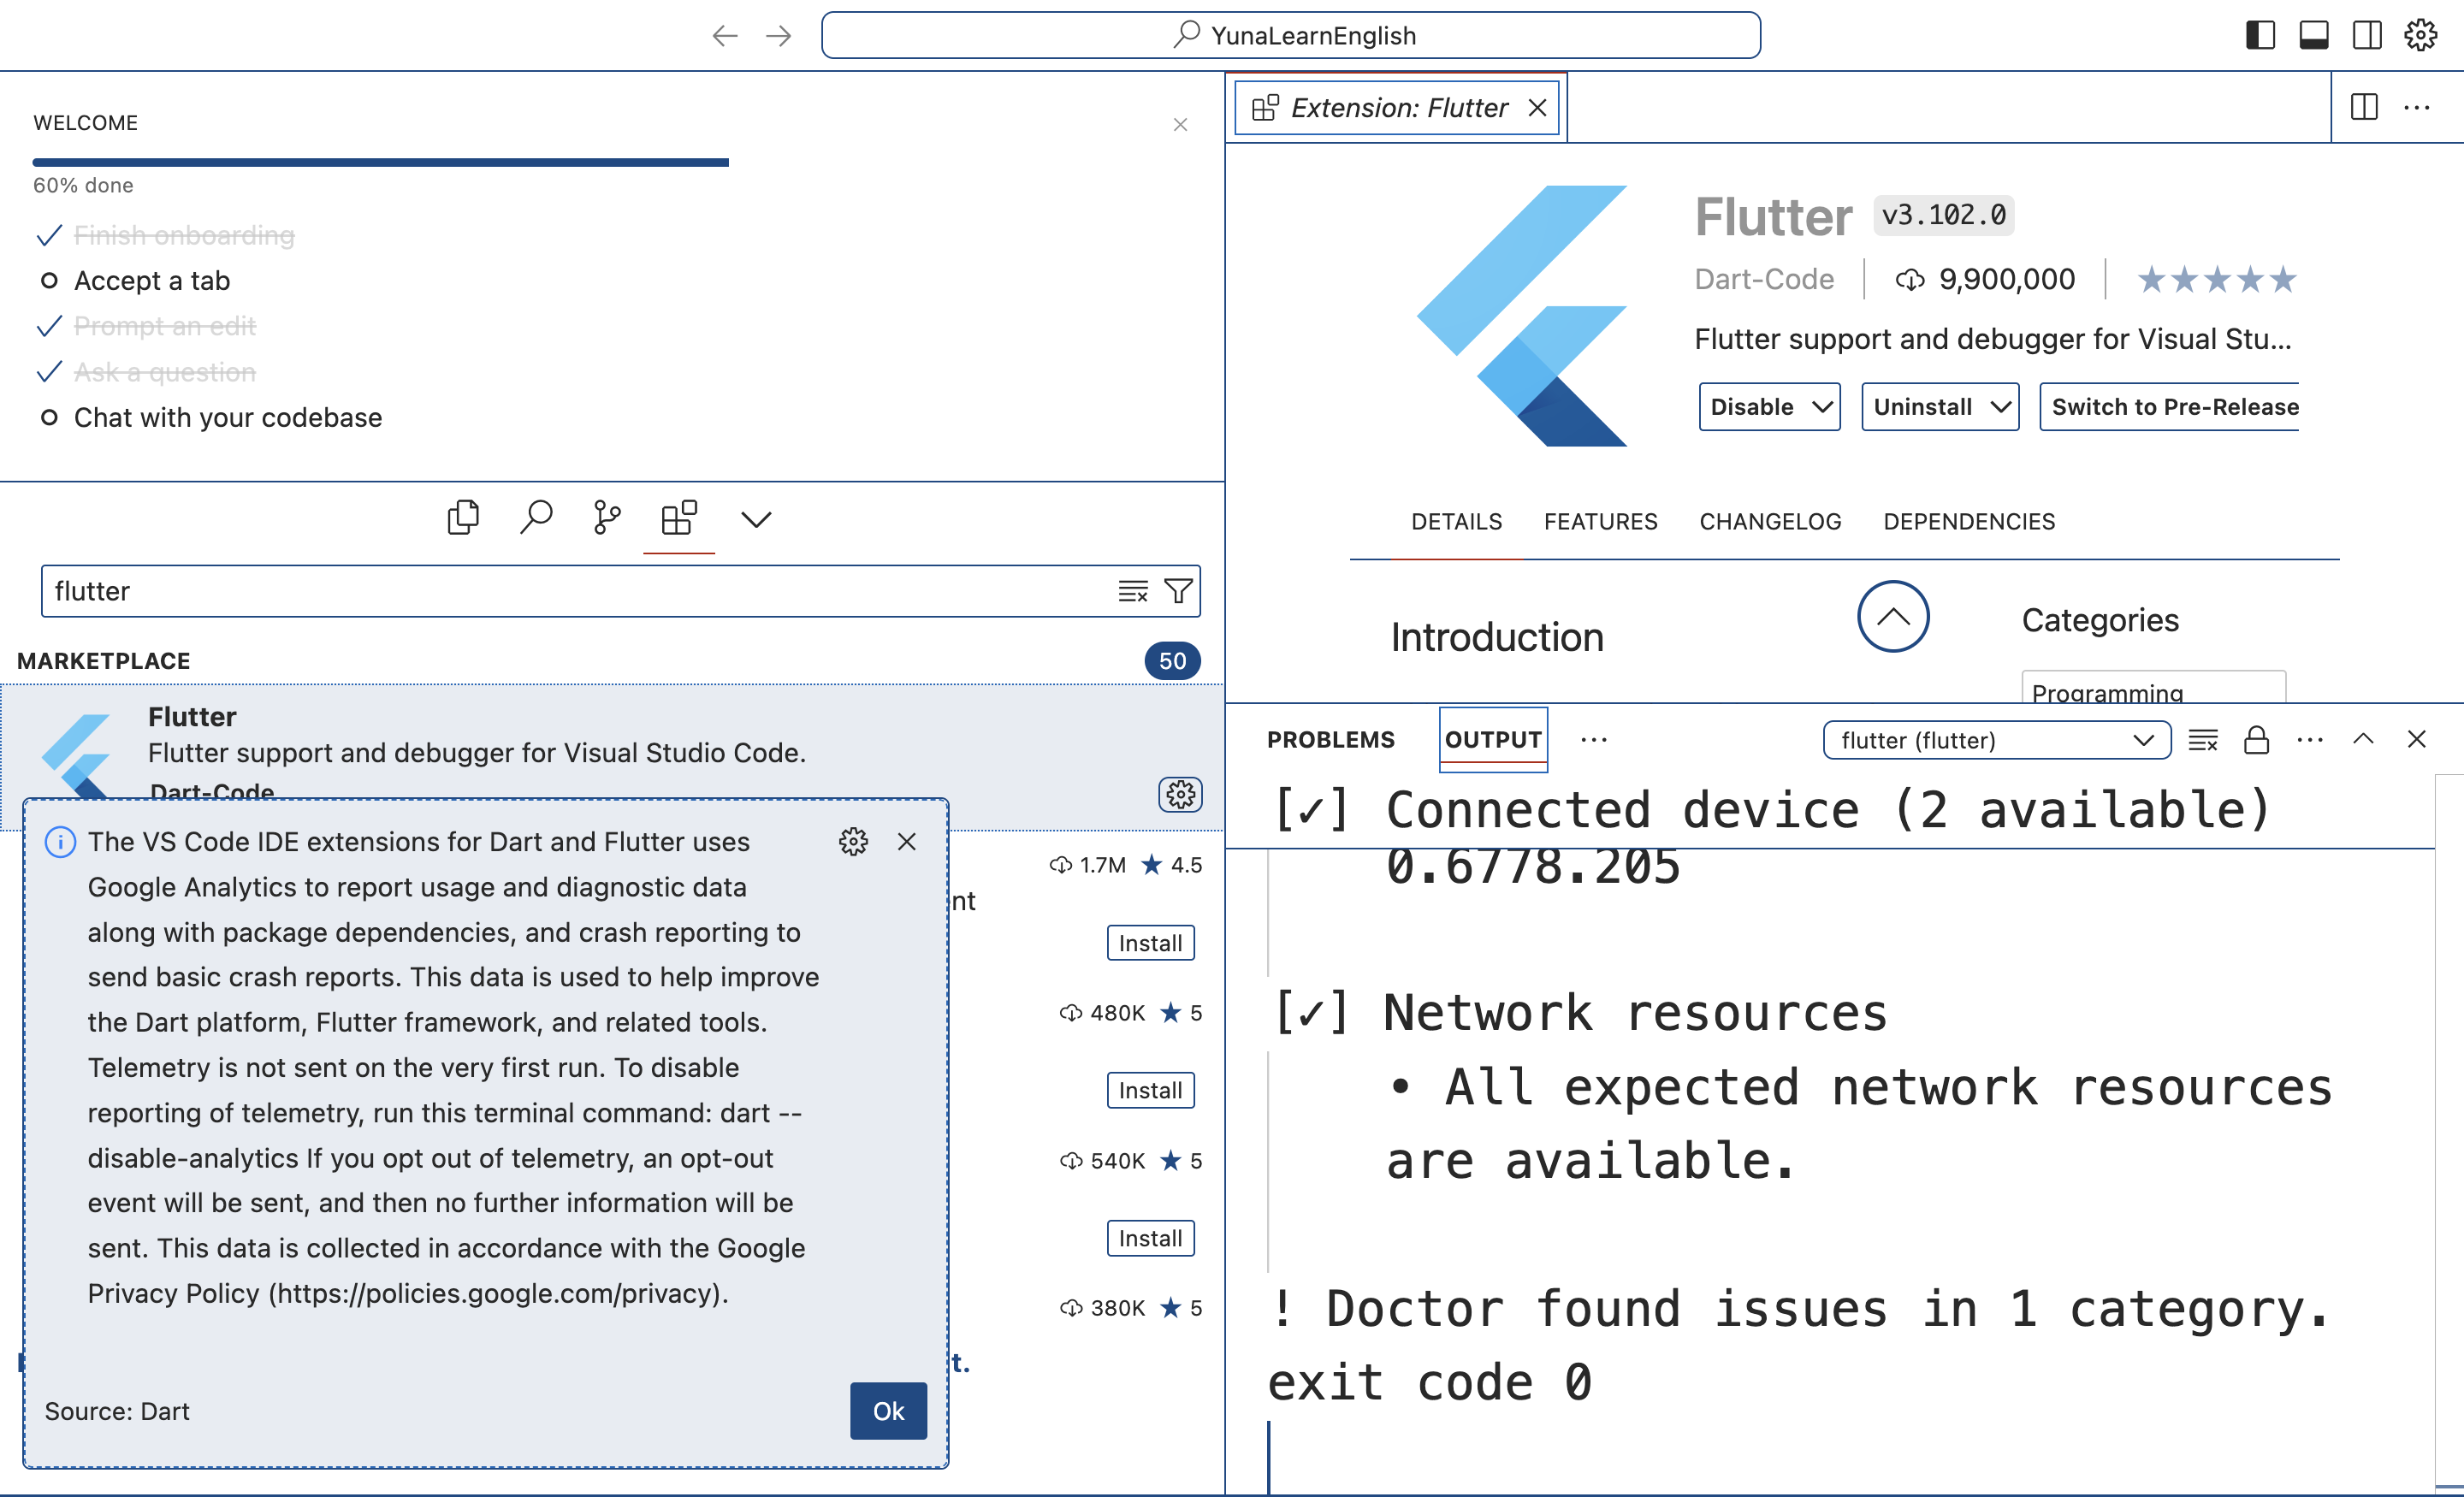 YunaLearnEnglish
WELCOME
60% done
Finish onboarding
Accept a tab
Prompt an edit
Ask a question
Chat with your codebase
flutter
MARKETPLACE
50
Flutter
Flutter support and debugger for Visual Studio Code.
Dart-Code
1.7M 4.5
nt
Install
480K 5
Install
540K 5
Install
380K 5
t.
The VS Code IDE extensions for Dart and Flutter uses
Google Analytics to report usage and diagnostic data
along with package dependencies, and crash reporting to
send basic crash reports. This data is used to help improve
the Dart platform, Flutter framework, and related tools.
Telemetry is not sent on the very first run. To disable
reporting of telemetry, run this terminal command: dart --
disable-analytics If you opt out of telemetry, an opt-out
event will be sent, and then no further information will be
sent. This data is collected in accordance with the Google
Privacy Policy (https://policies.google.com/privacy).
Source: Dart
Ok
Extension: Flutter
Flutter v3.102.0
Dart-Code 9,900,000
Flutter support and debugger for Visual Stu...
Disable Uninstall Switch to Pre-Release
DETAILS FEATURES CHANGELOG DEPENDENCIES
Introduction
Categories
Programming
PROBLEMS OUTPUT flutter (flutter)
[✓] Connected device (2 available)
0.6778.205
[✓] Network resources
• All expected network resources
are available.
! Doctor found issues in 1 category.
exit code 0